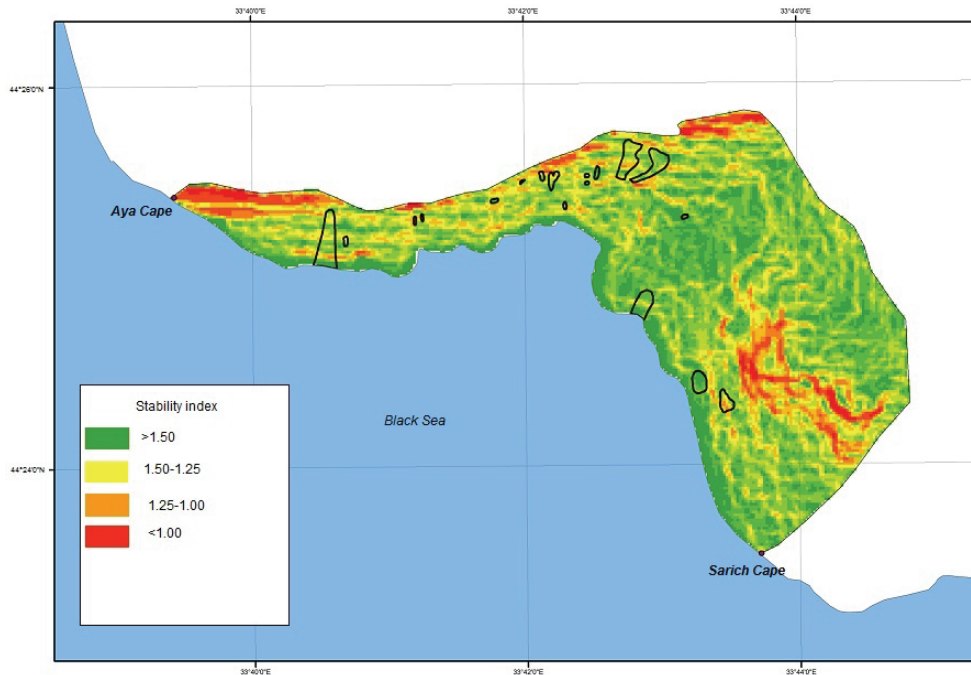 33°40'0"E 33°42'0"E 33°44'0"E
44°26'0"N
Aya Cape
Stability index
>1.50
1.50-1.25
1.25-1.00
<1.00
Black Sea
44°24'0"N
Sarich Cape
33°40'0"E 33°42'0"E 33°44'0"E